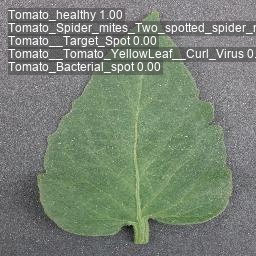 Tomato_healthy 1.00
Tomato_Spider_mites_Two_spotted_spider_
Tomato__Target_Spot 0.00
Tomato__Tomato_YellowLeaf__Curl_Virus 0.
Tomato_Bacterial_spot 0.00